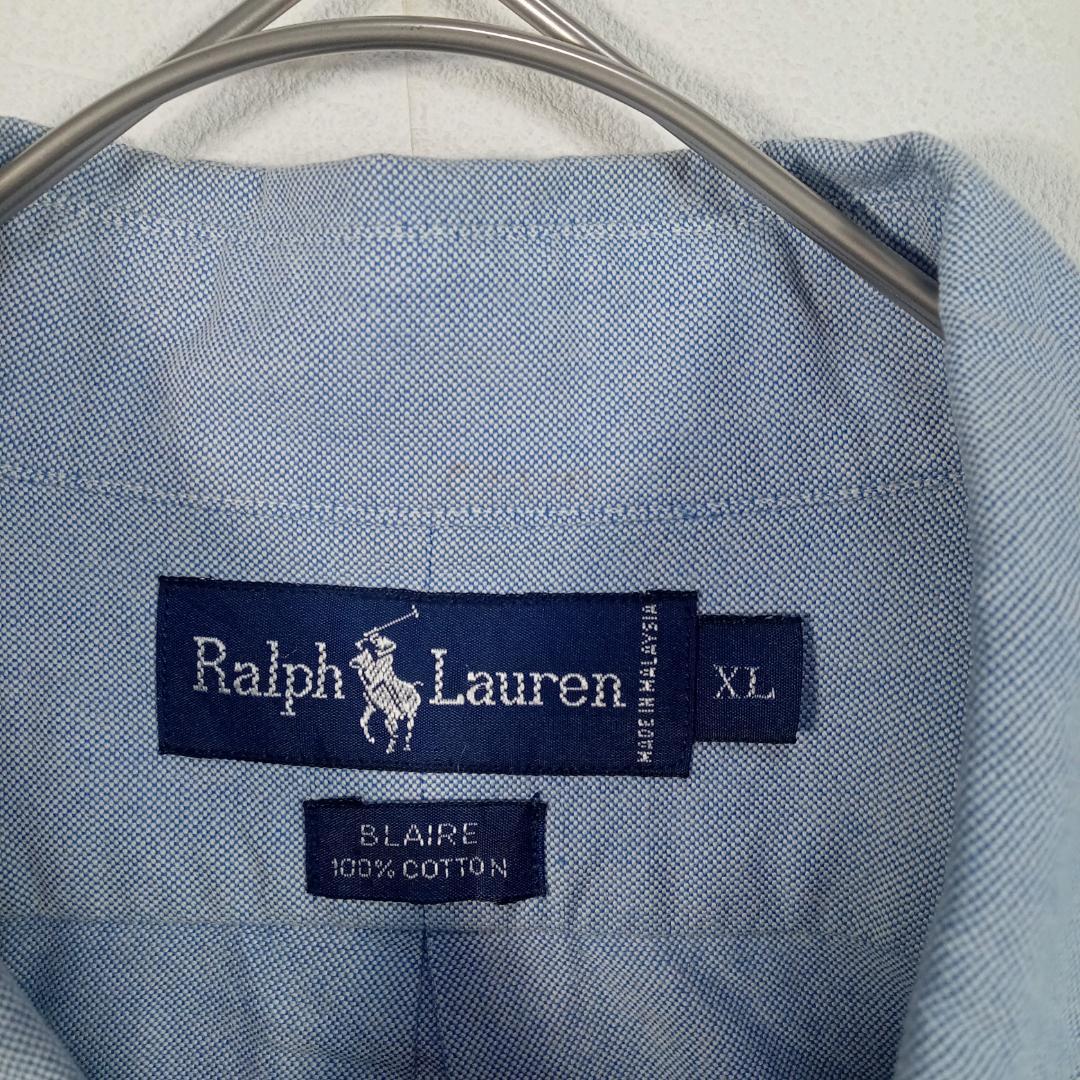 Ralph Lauren
MADE IN MALAYSIA
XL
BLAIRE
100% COTTON